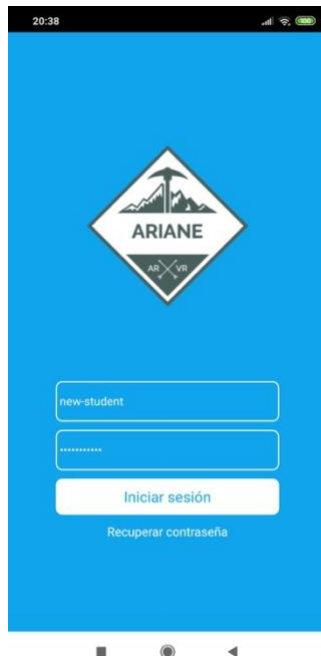 20:38
100
ARIANE
AR VR
new-student
•••••••••••
Iniciar sesión
Recuperar contraseña